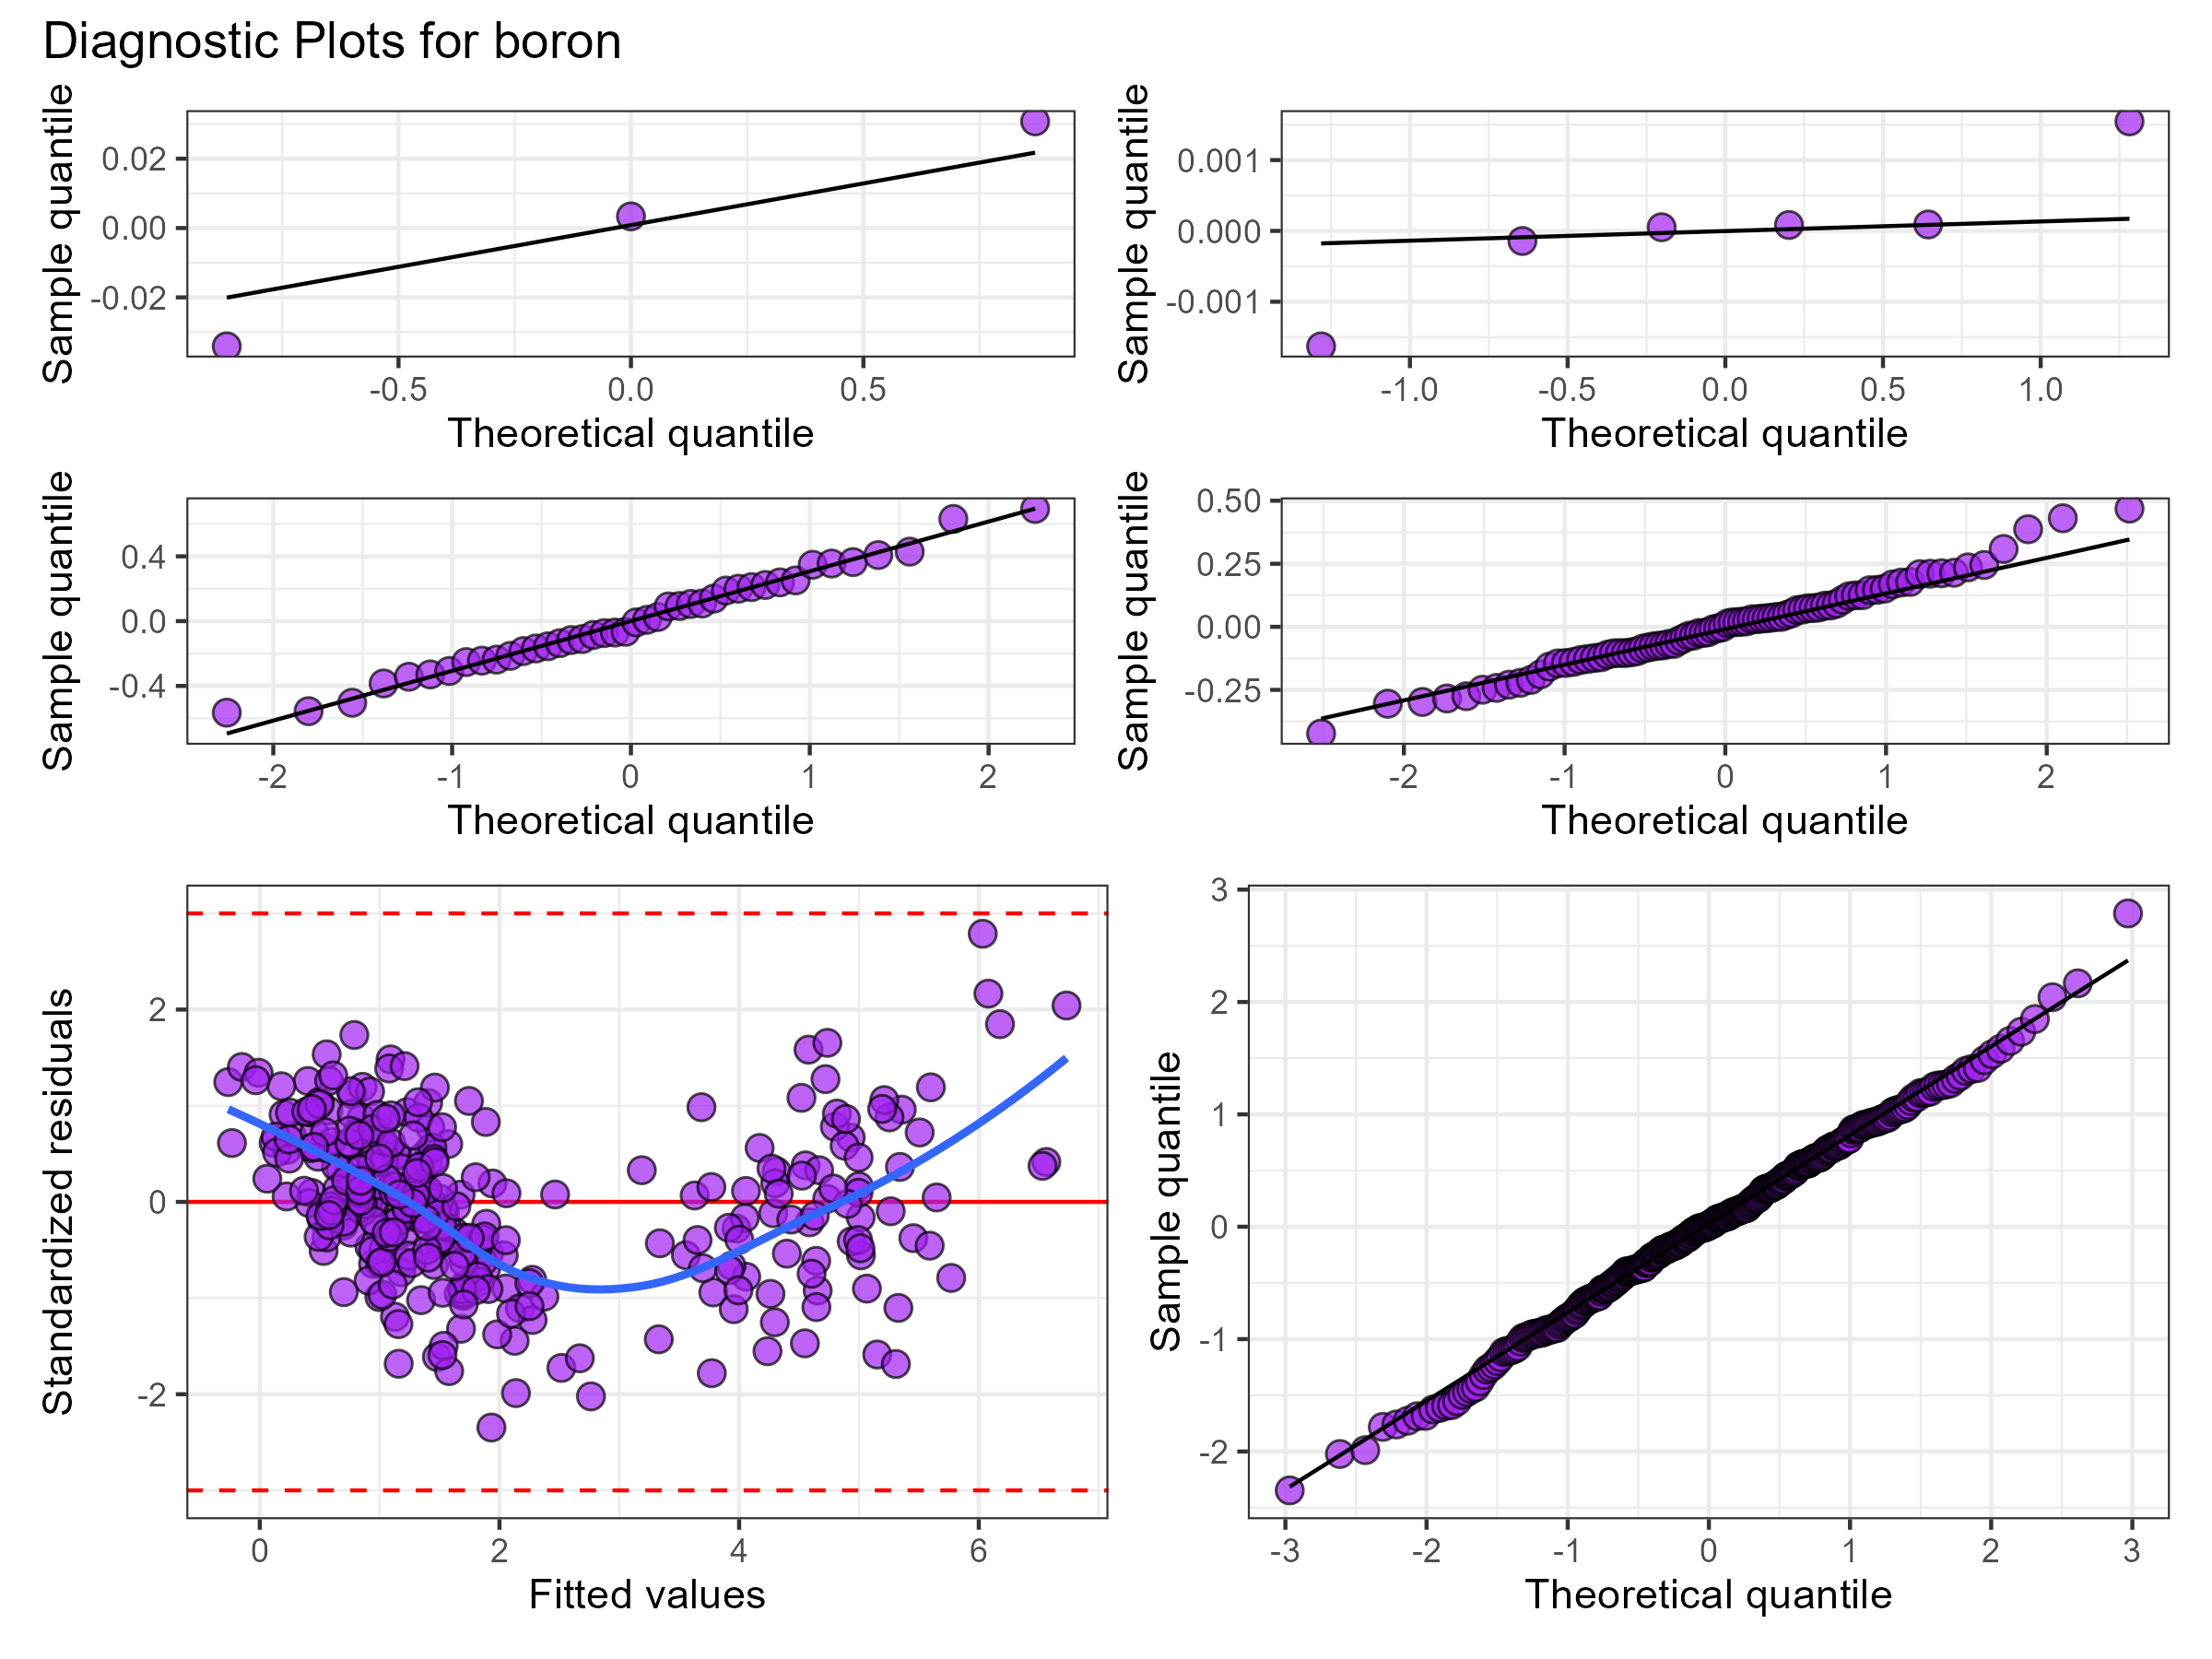 Diagnostic Plots for boron
Sample quantile
0.02
0.00
-0.02
-0.5 0.0 0.5
Theoretical quantile
Sample quantile
0.001
0.000
-0.001
-1.0 -0.5 0.0 0.5 1.0
Theoretical quantile
Sample quantile
0.4
0.0
-0.4
-2 -1 0 1 2
Theoretical quantile
Sample quantile
0.50
0.25
0.00
-0.25
-2 -1 0 1 2
Theoretical quantile
Standardized residuals
2
0
-2
0 2 4 6
Fitted values
Sample quantile
3
2
1
0
-1
-2
-3 -2 -1 0 1 2 3
Theoretical quantile